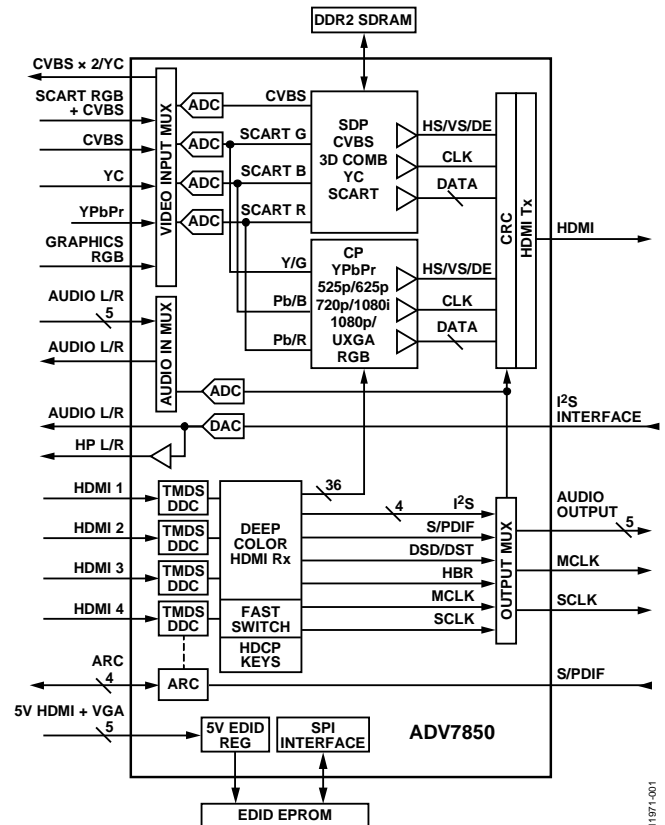 DDR2 SDRAM
CVBS × 2/YC
SCART RGB
+ CVBS
CVBS
YC
YPbPr
GRAPHICS
RGB
VIDEO INPUT MUX
ADC
ADC
ADC
ADC
CVBS
SCART G
SCART B
SCART R
SDP
CVBS
3D COMB
YC
SCART
HS/VS/DE
CLK
DATA
Y/G
Pb/B
Pb/R
CP
YPbPr
525p/625p
720p/1080i
1080p/
UXGA
RGB
HS/VS/DE
CLK
DATA
CRC
HDMI Tx
HDMI
AUDIO L/R
5
AUDIO L/R
AUDIO IN MUX
ADC
AUDIO L/R
DAC
HP L/R
I2S
INTERFACE
HDMI 1
HDMI 2
HDMI 3
HDMI 4
TMDS
DDC
TMDS
DDC
TMDS
DDC
TMDS
DDC
DEEP
COLOR
HDMI Rx
FAST
SWITCH
HDCP
KEYS
36
4
I2S
S/PDIF
DSD/DST
HBR
MCLK
SCLK
OUTPUT MUX
AUDIO
OUTPUT
5
MCLK
SCLK
ARC
4
ARC
S/PDIF
5V HDMI + VGA
5
5V EDID
REG
SPI
INTERFACE
ADV7850
EDID EPROM
11971-001